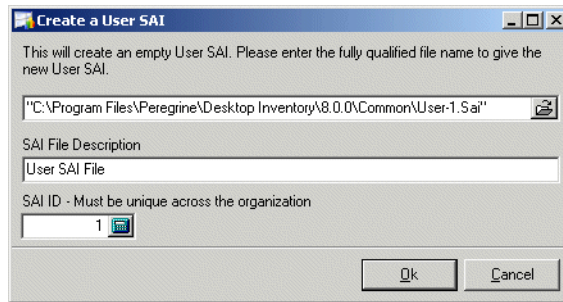 Create a User SAI
This will create an empty User SAI. Please enter the fully qualified file name to give the
new User SAI.
"C:\Program Files\Peregrine\Desktop Inventory\8.0.0\Common\User-1.Sai"
SAI File Description
User SAI File
SAI ID - Must be unique across the organization
1
Ok Cancel